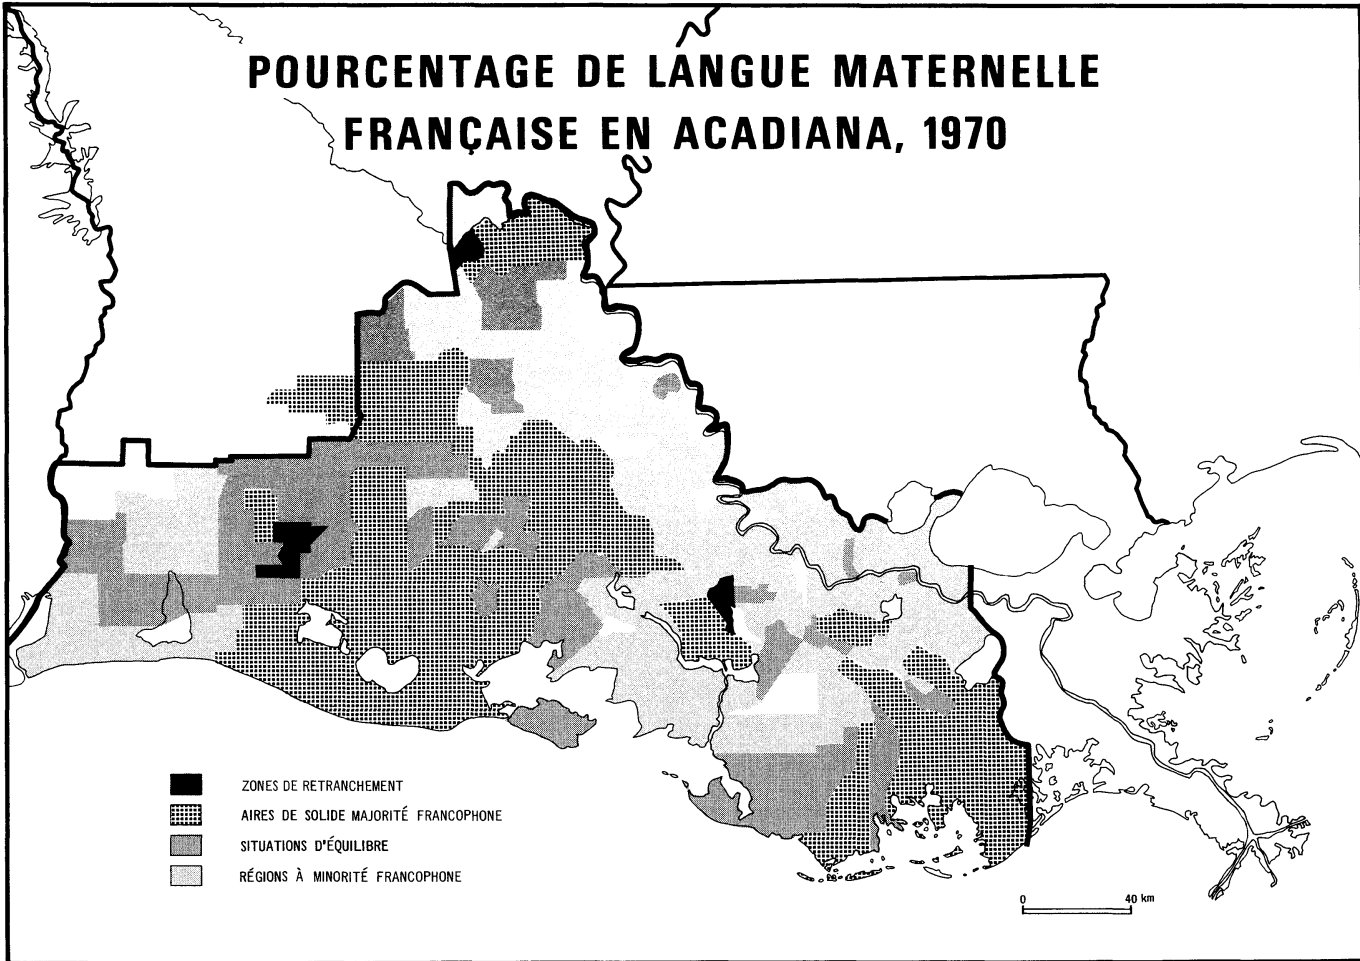 POURCENTAGE DE LANGUE MATERNELLE
FRANÇAISE EN ACADIANA, 1970
ZONES DE RETRANCHEMENT
AIRES DE SOLIDE MAJORITÉ FRANCOPHONE
SITUATIONS D'ÉQUILIBRE
RÉGIONS À MINORITÉ FRANCOPHONE
0 40 km